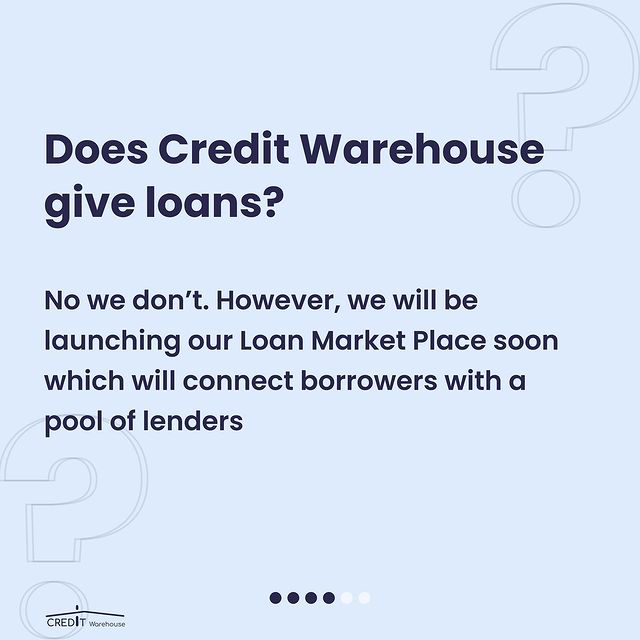 Does Credit Warehouse
give loans?
No we don’t. However, we will be
launching our Loan Market Place soon
which will connect borrowers with a
pool of lenders
CREDIT Warehouse